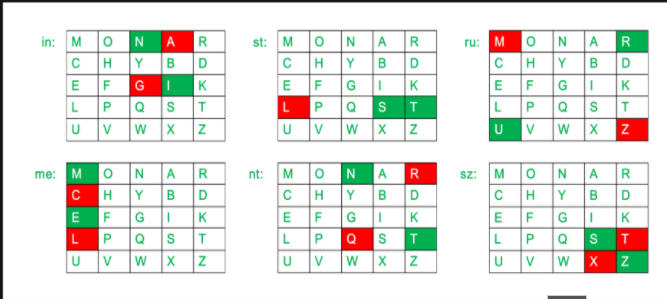 in: M O N A R st: M O N A R ru: M O N A R
C H Y B D C H Y B D C H Y B D
E F G I K E F G I K E F G I K
L P Q S T L P Q S T L P Q S T
U V W X Z U V W X Z U V W X Z
me: M O N A R nt: M O N A R sz: M O N A R
C H Y B D C H Y B D C H Y B D
E F G I K E F G I K E F G I K
L P Q S T L P Q S T L P Q S T
U V W X Z U V W X Z U V W X Z